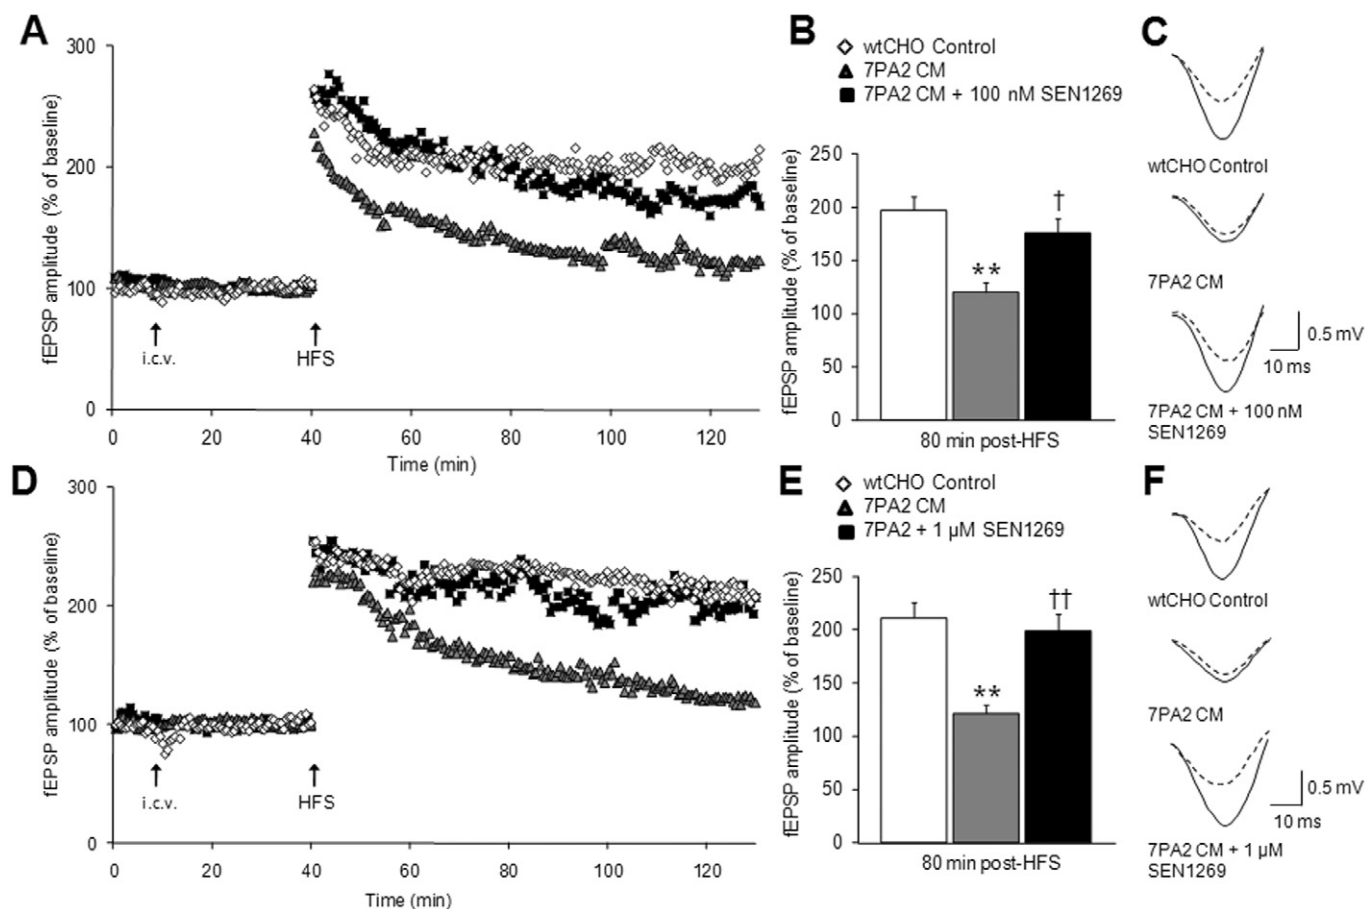 A
fEPSP amplitude (% of baseline)
300
200
100
0
i.c.v.
HFS
0 20 40 60 80 100 120
Time (min)
B
wtCHO Control
7PA2 CM
7PA2 CM + 100 nM SEN1269
fEPSP amplitude (% of baseline)
250
200
150
100
50
0
**
†
80 min post-HFS
C
wtCHO Control
7PA2 CM
0.5 mV
10 ms
7PA2 CM + 100 nM
SEN1269
D
fEPSP amplitude (% of baseline)
300
200
100
0
i.c.v.
HFS
0 20 40 60 80 100 120
Time (min)
E
wtCHO Control
7PA2 CM
7PA2 + 1 µM SEN1269
fEPSP amplitude (% of baseline)
250
200
150
100
50
0
**
††
80 min post-HFS
F
wtCHO Control
7PA2 CM
0.5 mV
10 ms
7PA2 CM + 1 µM
SEN1269